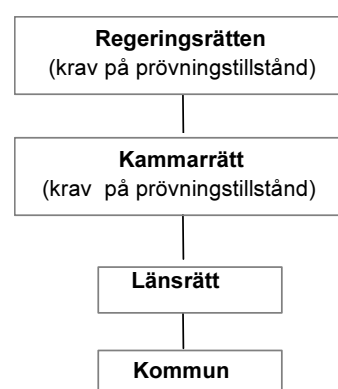 Regeringsrätten
(krav på prövningstillstånd)
Kammarrätt
(krav på prövningstillstånd)
Länsrätt
Kommun